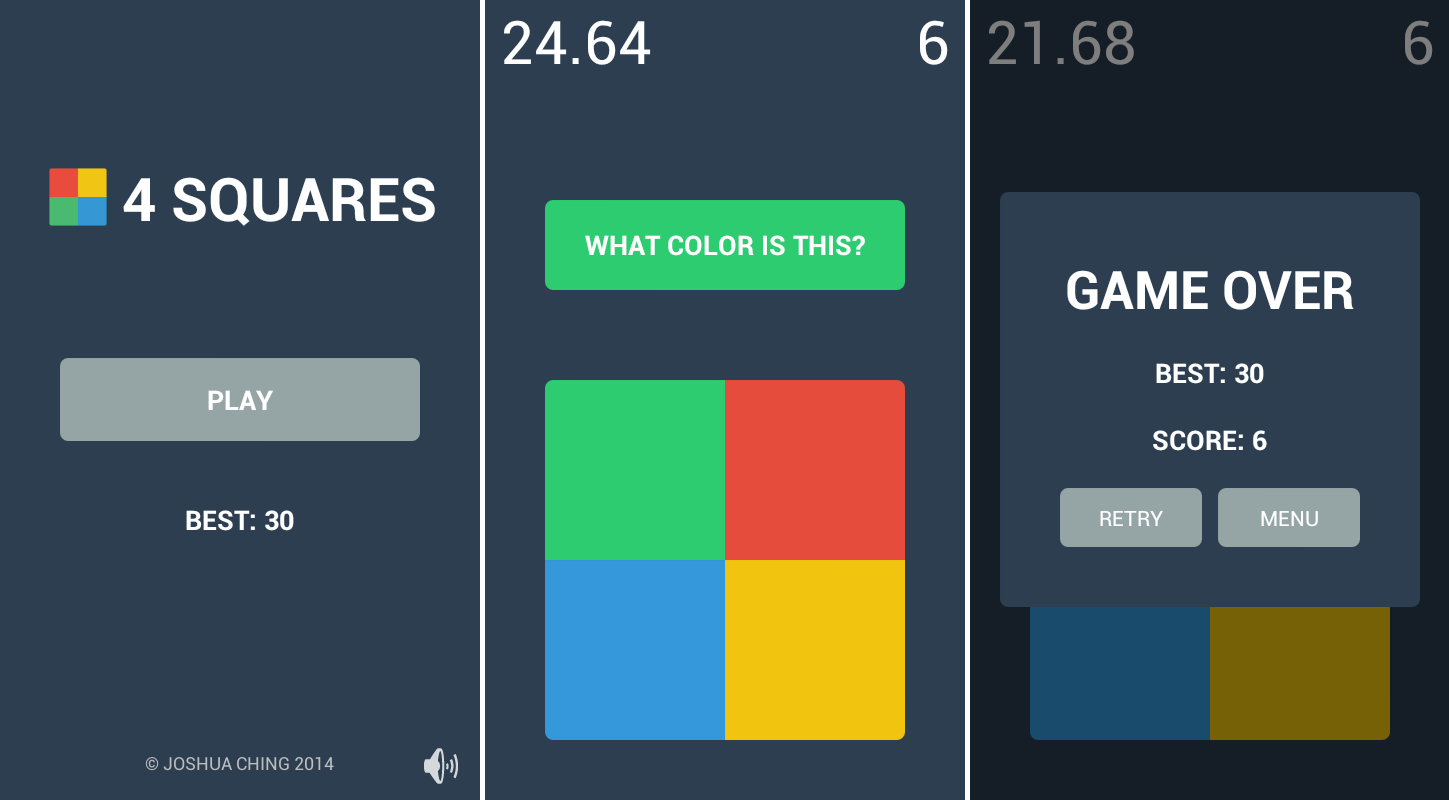 4 SQUARES
PLAY
BEST: 30
© JOSHUA CHING 2014
24.64 6
WHAT COLOR IS THIS?
21.68 6
GAME OVER
BEST: 30
SCORE: 6
RETRY MENU